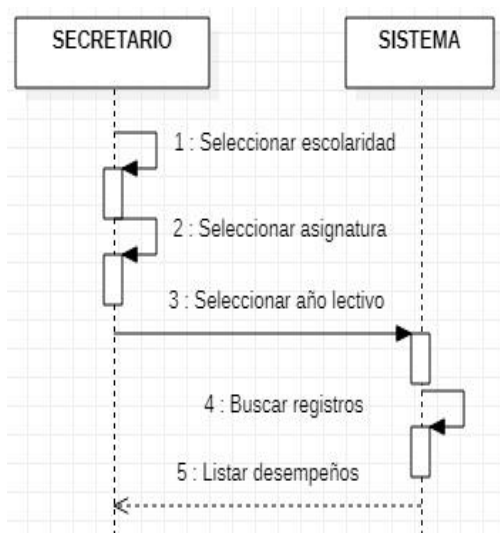 SECRETARIO
SISTEMA
1 : Seleccionar escolaridad
2 : Seleccionar asignatura
3 : Seleccionar año lectivo
4 : Buscar registros
5 : Listar desempeños